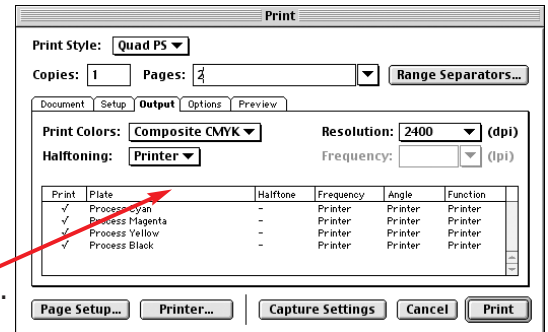 Print
Print Style: Quad PS
Copies: 1 Pages: 2 Range Separators...
Document Setup Output Options Preview
Print Colors: Composite CMYK Resolution: 2400 (dpi)
Halftoning: Printer Frequency: (lpi)
Print Plate Halftone Frequency Angle Function
✓ Process Cyan - Printer Printer Printer
✓ Process Magenta - Printer Printer Printer
✓ Process Yellow - Printer Printer Printer
✓ Process Black - Printer Printer Printer
.
Page Setup... Printer... Capture Settings Cancel Print